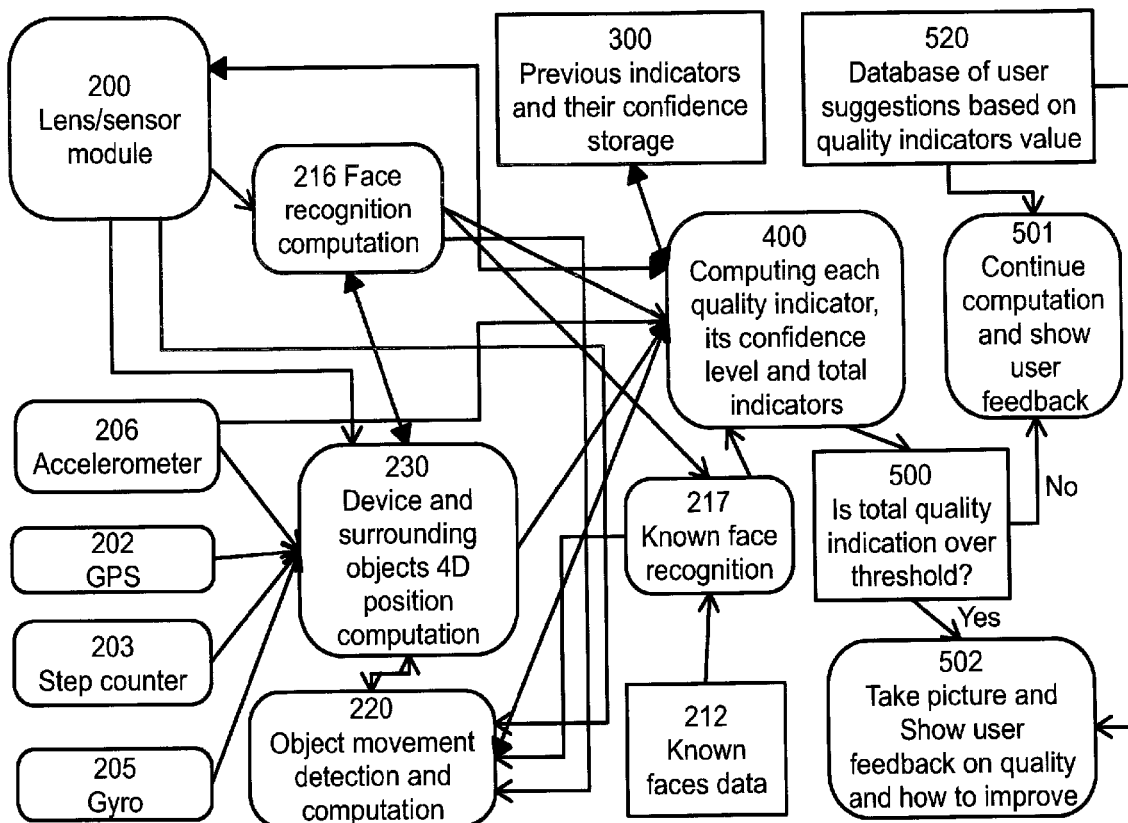 200
Lens/sensor
module
300
Previous indicators
and their confidence
storage
520
Database of user
suggestions based on
quality indicators value
216 Face
recognition
computation
400
Computing each
quality indicator,
its confidence
level and total
indicators
501
Continue
computation
and show
user
feedback
206
Accelerometer
230
Device and
surrounding
objects 4D
position
computation
217
Known face
recognition
500
Is total quality
indication over
threshold?
No
Yes
202
GPS
203
Step counter
205
Gyro
220
Object movement
detection and
computation
212
Known
faces data
502
Take picture and
Show user
feedback on quality
and how to improve